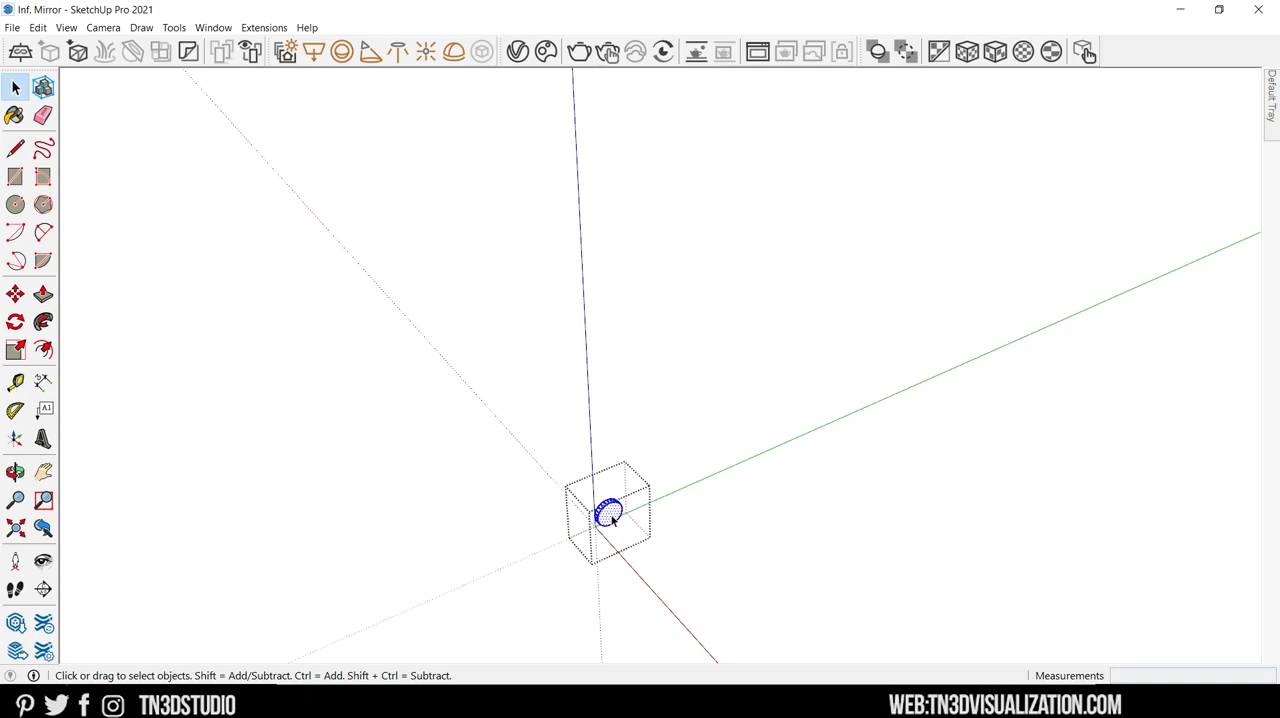 Inf. Mirror - SketchUp Pro 2021
File Edit View Camera Draw Tools Window Extensions Help
Default Tray
A1
Click or drag to select objects. Shift = Add/Subtract. Ctrl = Add. Shift + Ctrl = Subtract.
Measurements
TN3DSTUDIO
WEB:TN3DVISUALIZATION.COM